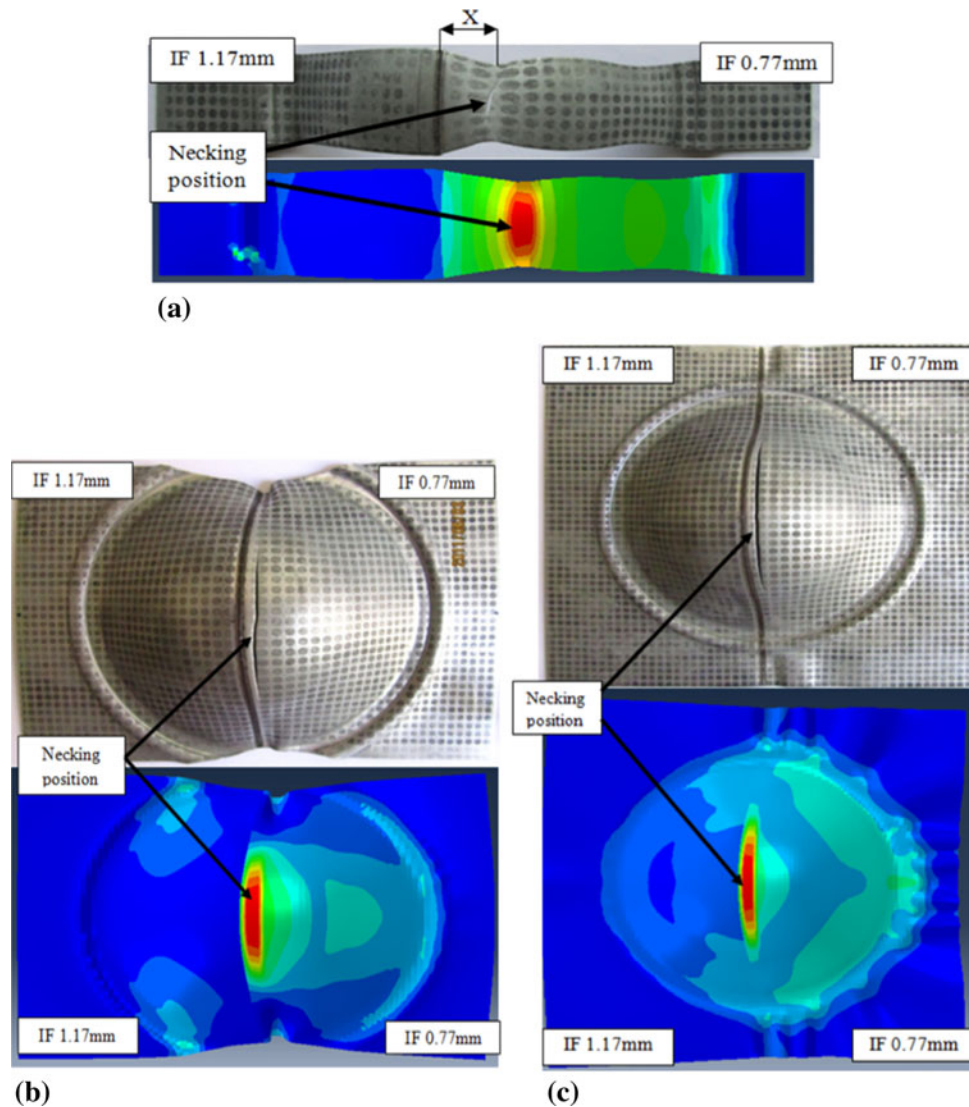 X
IF 1.17mm
IF 0.77mm
Necking
position
(a)
IF 1.17mm
IF 0.77mm
Necking
position
IF 1.17mm
IF 0.77mm
(b)
IF 1.17mm
IF 0.77mm
Necking
position
IF 1.17mm
IF 0.77mm
(c)